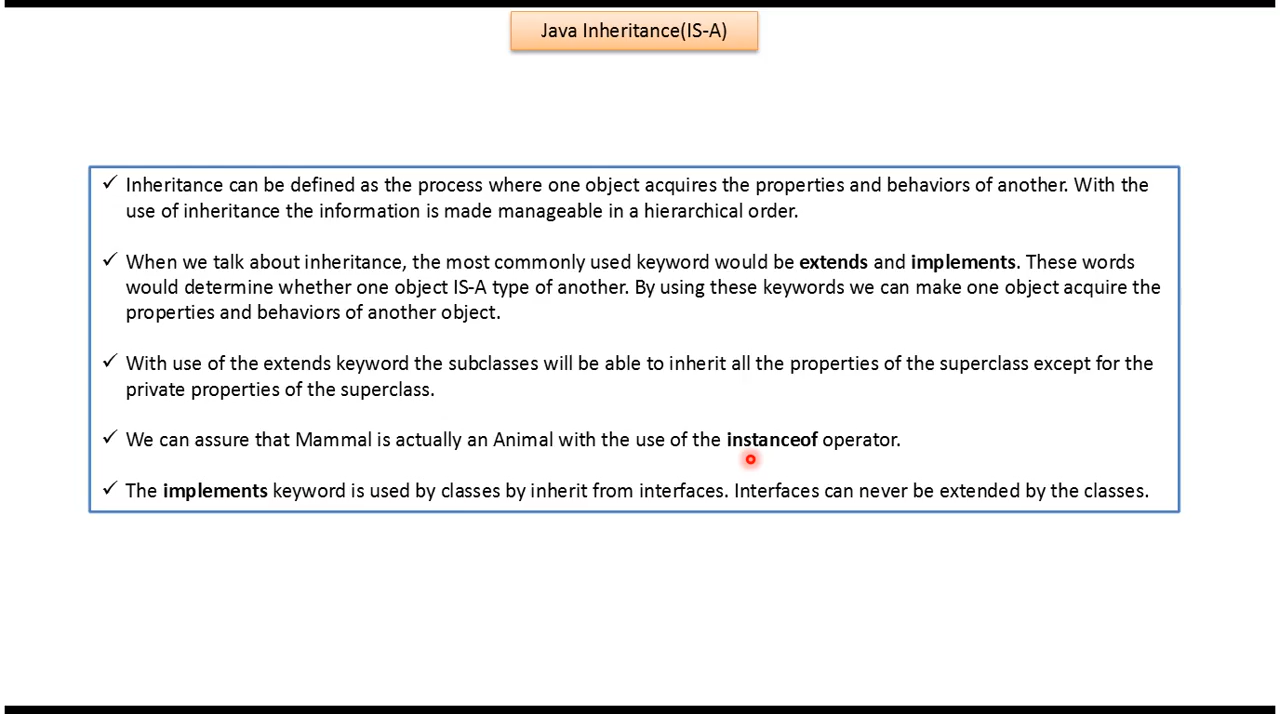 Java Inheritance(IS-A)
✓ Inheritance can be defined as the process where one object acquires the properties and behaviors of another. With the
use of inheritance the information is made manageable in a hierarchical order.
✓ When we talk about inheritance, the most commonly used keyword would be extends and implements. These words
would determine whether one object IS-A type of another. By using these keywords we can make one object acquire the
properties and behaviors of another object.
✓ With use of the extends keyword the subclasses will be able to inherit all the properties of the superclass except for the
private properties of the superclass.
✓ We can assure that Mammal is actually an Animal with the use of the instanceof operator.
✓ The implements keyword is used by classes by inherit from interfaces. Interfaces can never be extended by the classes.